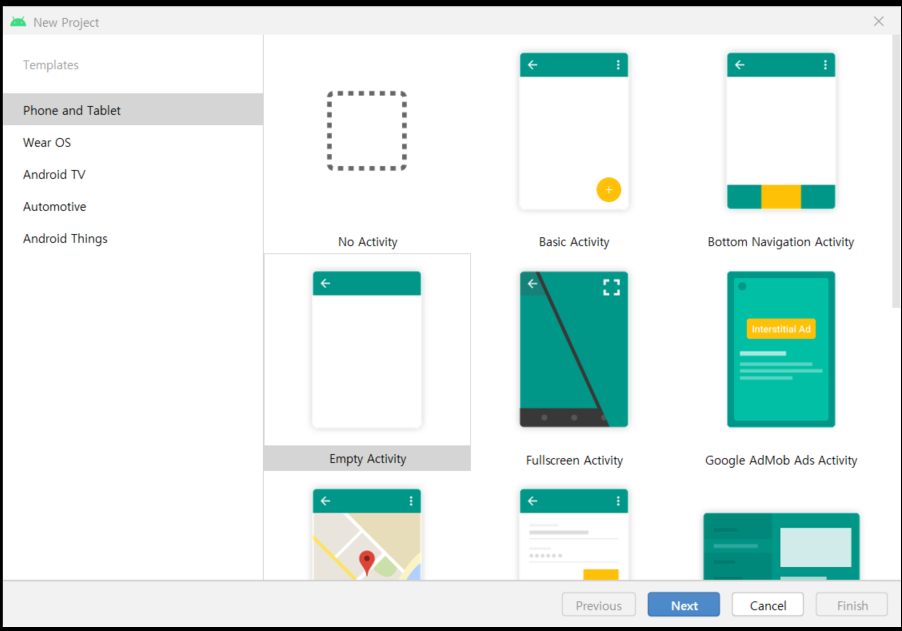 New Project
Templates
Phone and Tablet
Wear OS
Android TV
Automotive
Android Things
No Activity
Basic Activity
Bottom Navigation Activity
Interstitial Ad
Empty Activity
Fullscreen Activity
Google AdMob Ads Activity
Previous
Next
Cancel
Finish